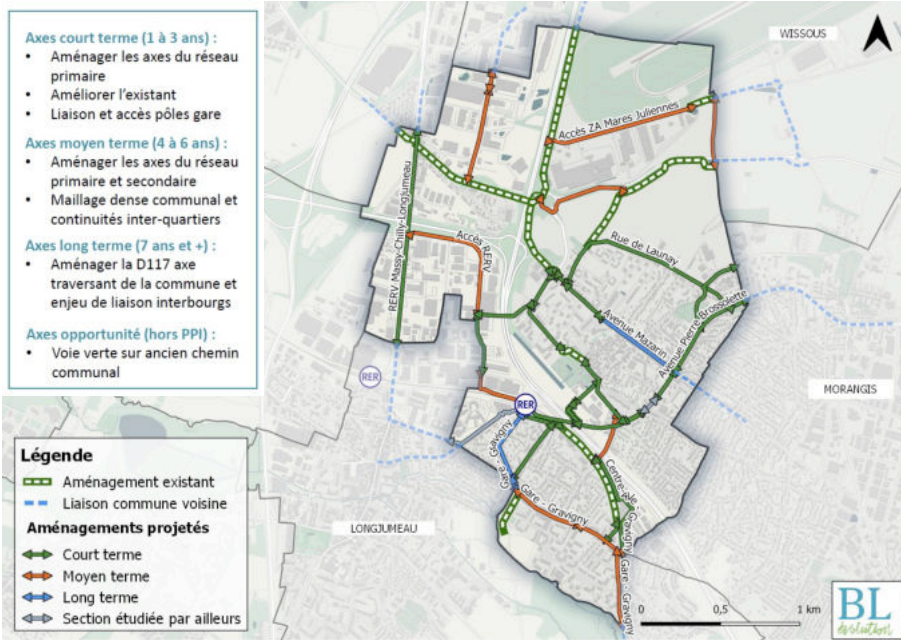 Axes court terme (1 à 3 ans) :
• Aménager les axes du réseau
primaire
• Améliorer l'existant
• Liaison et accès pôles gare
Axes moyen terme (4 à 6 ans) :
• Aménager les axes du réseau
primaire et secondaire
• Maillage dense communal et
continuités inter-quartiers
Axes long terme (7 ans et +) :
• Aménager la D117 axe
traversant de la commune et
enjeu de liaison interbourgs
Axes opportunité (hors PPI) :
• Voie verte sur ancien chemin
communal
WISSOUS
Accès ZA Mares Juliennes
RERV Massy-Chilly-Longjumeau
Accès RERV
Rue de Launay
Avenue Mazarin
Avenue Pierre Brossolette
MORANGIS
RER
RER
Gare - Gravigny
Gare - Gravigny
Centre-ville - Gravigny
Gare - Gravigny
LONGJUMEAU
Légende
Aménagement existant
Liaison commune voisine
Aménagements projetés
Court terme
Moyen terme
Long terme
Section étudiée par ailleurs
0 0,5 1 km
BL
évolution